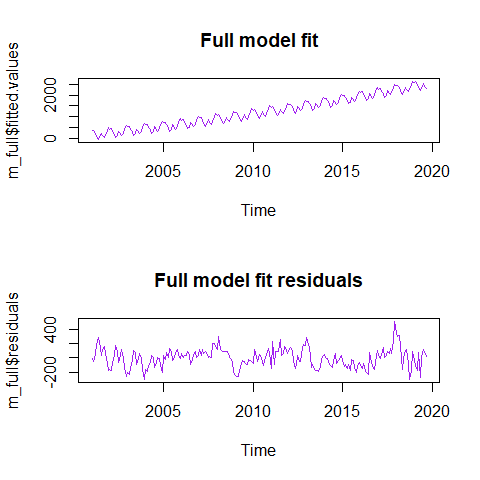 Full model fit
m_full$fitted.values
2000
0
2005 2010 2015 2020
Time
Full model fit residuals
m_full$residuals
400
-200
2005 2010 2015 2020
Time